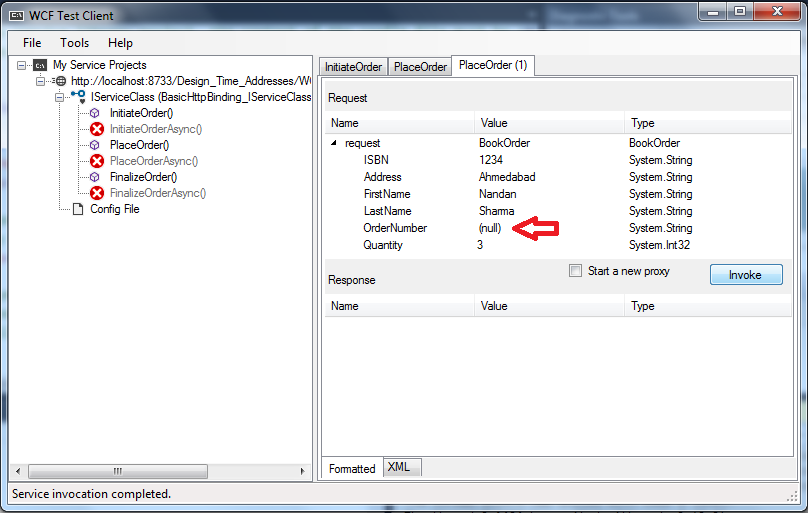 WCF Test Client
File Tools Help
My Service Projects
http://localhost:8733/Design_Time_Addresses/W
IServiceClass (BasicHttpBinding_IServiceClass
InitiateOrder()
InitiateOrderAsync()
PlaceOrder()
PlaceOrderAsync()
FinalizeOrder()
FinalizeOrderAsync()
Config File
InitiateOrder PlaceOrder PlaceOrder (1)
Request
Name Value Type
request BookOrder BookOrder
ISBN 1234 System.String
Address Ahmedabad System.String
FirstName Nandan System.String
LastName Sharma System.String
OrderNumber (null) System.String
Quantity 3 System.Int32
Response
Start a new proxy
Invoke
Name Value Type
Formatted XML
Service invocation completed.